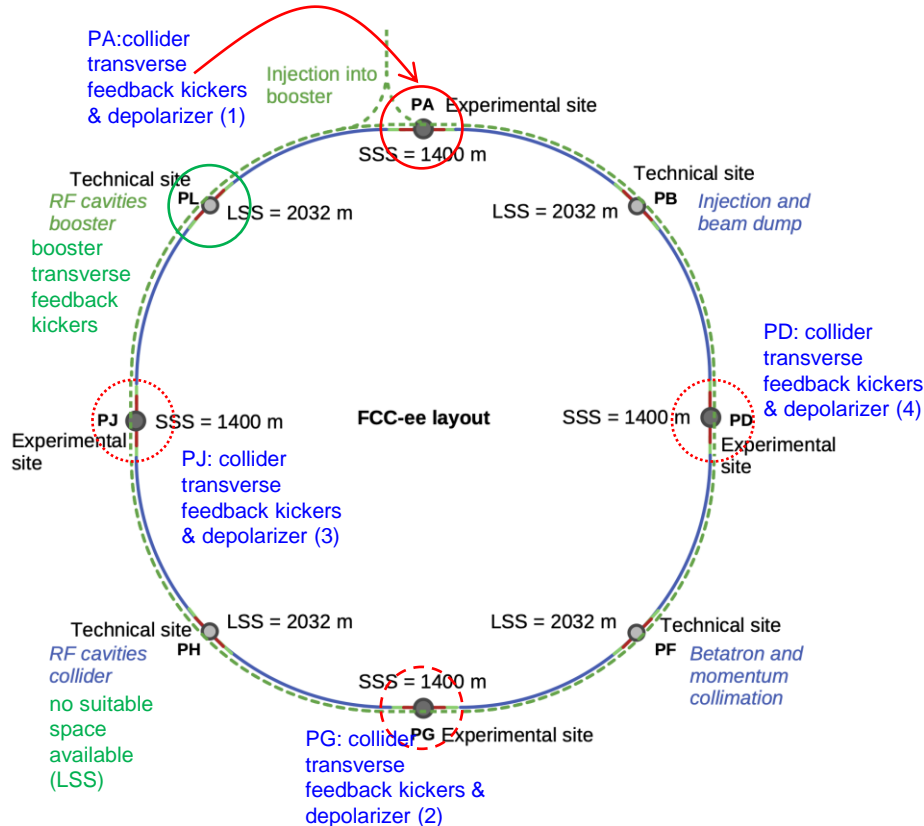 PA:collider
transverse
feedback kickers
& depolarizer (1)
Injection into
booster
PA
Experimental site
SSS = 1400 m
Technical site
PL
RF cavities
booster
LSS = 2032 m
booster
transverse
feedback
kickers
Technical site
PB
LSS = 2032 m
Injection and
beam dump
PD: collider
transverse
feedback kickers
& depolarizer (4)
PJ
SSS = 1400 m
Experimental
site
FCC-ee layout
SSS = 1400 m
PD
Experimental
site
PJ: collider
transverse
feedback kickers
& depolarizer (3)
LSS = 2032 m
Technical site
PH
RF cavities
collider
no suitable
space
available
(LSS)
LSS = 2032 m
Technical site
PF
Betatron and
momentum
collimation
SSS = 1400 m
PG
Experimental site
PG: collider
transverse
feedback kickers &
depolarizer (2)